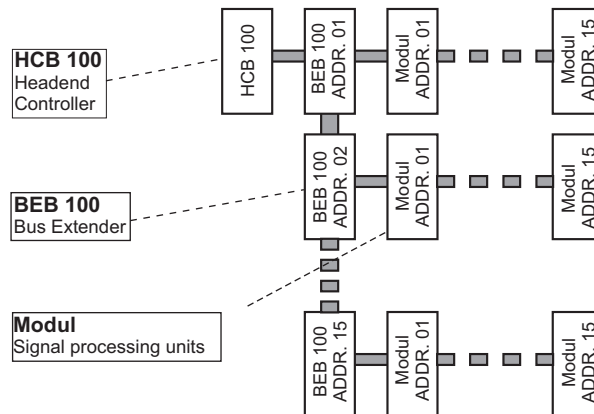 HCB 100
Headend
Controller
HCB 100
BEB 100
ADDR. 01
Modul
ADDR. 01
Modul
ADDR. 15
BEB 100
Bus Extender
BEB 100
ADDR. 02
Modul
ADDR. 01
Modul
ADDR. 15
Modul
Signal processing units
BEB 100
ADDR. 15
Modul
ADDR. 01
Modul
ADDR. 15